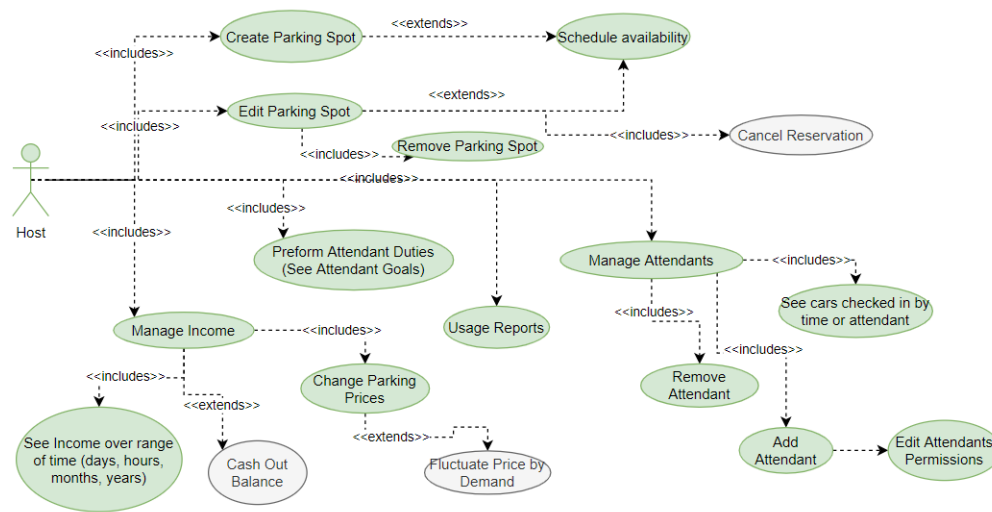 <<extends>>
Create Parking Spot
Schedule availability
<<includes>>
<<extends>>
Edit Parking Spot
<<includes>>
<<includes>>
Cancel Reservation
<<includes>>
Remove Parking Spot
<<includes>>
Host
<<includes>>
<<includes>>
Preform Attendant Duties
(See Attendant Goals)
Manage Attendants
<<includes>>
See cars checked in by
time or attendant
Manage Income
<<includes>>
Usage Reports
<<includes>>
<<includes>>
<<includes>>
Change Parking
Prices
Remove
Attendant
<<extends>>
<<extends>>
See Income over range
of time (days, hours,
months, years)
Cash Out
Balance
Fluctuate Price by
Demand
Add
Attendant
Edit Attendants
Permissions